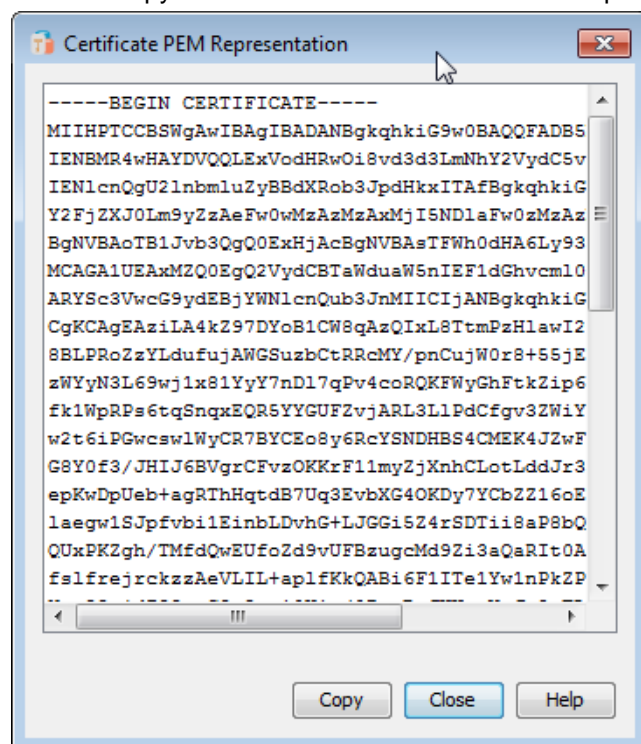 Certificate PEM Representation
-----BEGIN CERTIFICATE-----
MIIHPTCCBSWgAwIBAgIBADANBgkqhkiG9w0BAQQFADB5
IENBMR4wHAYDVQQLExVodHRwOi8vd3d3LmNhY2VydC5v
IENlcnQgU2lnbmluZyBBdXRob3JpdHkxITAfBgkqhkiG
Y2FjZXJ0Lm9yZzAeFw0wMzAzMzAxMjI5NDlaFw0zMzAz
BgNVBAoTB1Jvb3QgQ0ExHjAcBgNVBAsTFWh0dHA6Ly93
MCAGA1UEAxMZQ0EgQ2VydCBTaWduaW5nIEF1dGhvcml0
ARYSc3VwcG9ydEBjYWNlcnQub3JnMIICIjANBgkqhkiG
CgKCAgEAziLA4kZ97DYoB1CW8qAzQIxL8TtmPzHlawI2
8BLPRoZzYLdufujAWGSuzbCtRRcMY/pnCujW0r8+55jE
zWYyN3L69wj1x81YyY7nDl7qPv4coRQKFWyGhFtkZip6
fk1WpRPs6tqSnqxEQR5YYGUFZvjARL3LlPdCfgv3ZWiY
w2t6iPGwcswlWyCR7BYCEo8y6RcYSNDHBS4CMEK4JZwF
G8Y0f3/JHIJ6BVgrCFvzOKKrF11myZjXnhCLotLddJr3
epKwDpUeb+agRThHqtdB7Uq3EvbXG4OKDy7YCbZZ16oE
laegw1SJpfvbi1EinbLDvhG+LJGGi5Z4rSDTii8aP8bQ
QUxPKZgh/TMfdQwEUfoZd9vUFBzugcMd9Zi3aQaRIt0A
fslfrejrckzzAeVLIL+aplfKkQABi6F1ITe1Yw1nPkZP
Copy
Close
Help